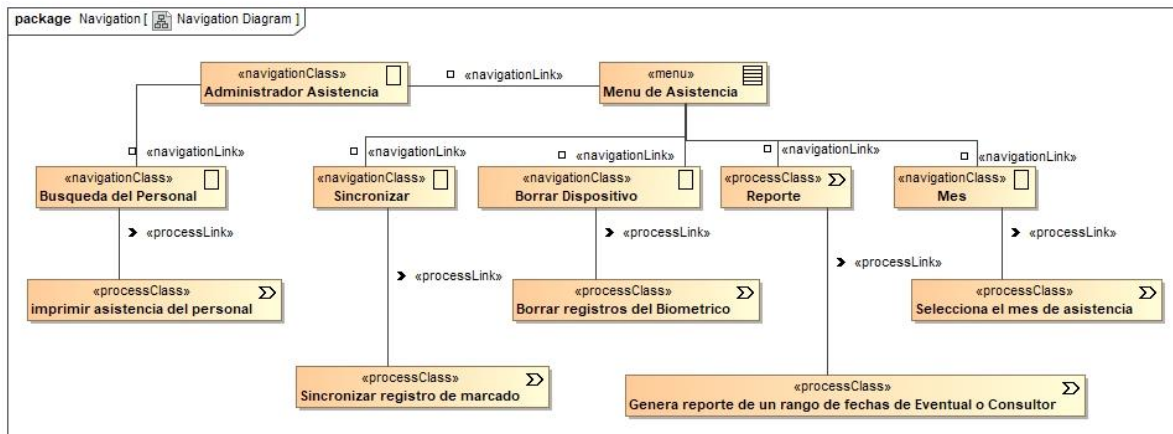 package Navigation [ Navigation Diagram ]
«navigationClass»
Administrador Asistencia
«navigationLink»
«menu»
Menu de Asistencia
«navigationLink»
«navigationLink»
«navigationLink»
«navigationLink»
«navigationLink»
«navigationClass»
Busqueda del Personal
«navigationClass»
Sincronizar
«navigationClass»
Borrar Dispositivo
«processClass»
Reporte
«navigationClass»
Mes
«processLink»
«processLink»
«processLink»
«processLink»
«processLink»
«processClass»
imprimir asistencia del personal
«processClass»
Borrar registros del Biometrico
«processClass»
Selecciona el mes de asistencia
«processClass»
Sincronizar registro de marcado
«processClass»
Genera reporte de un rango de fechas de Eventual o Consultor